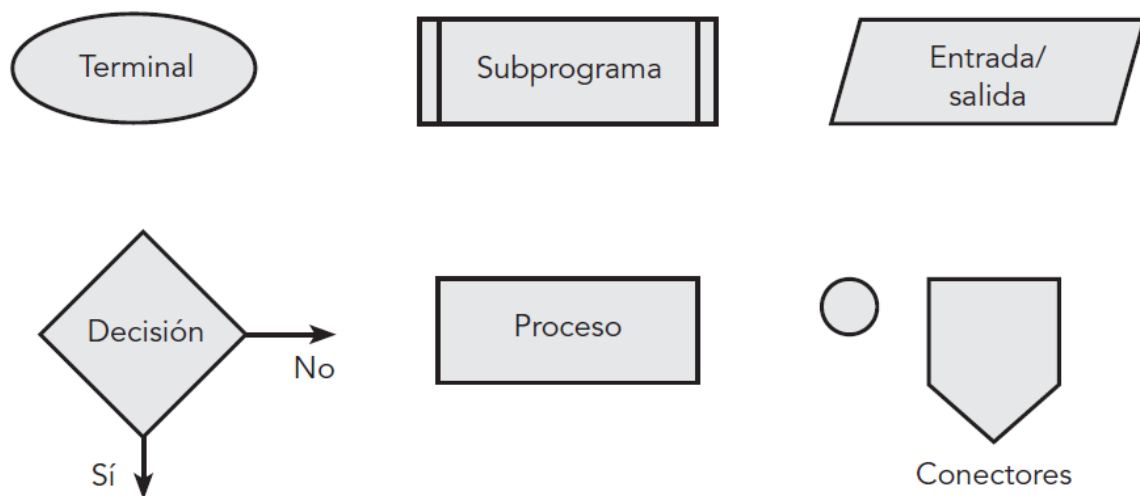 Terminal
Subprograma
Entrada/
salida
Decisión
No
Sí
Proceso
Conectores